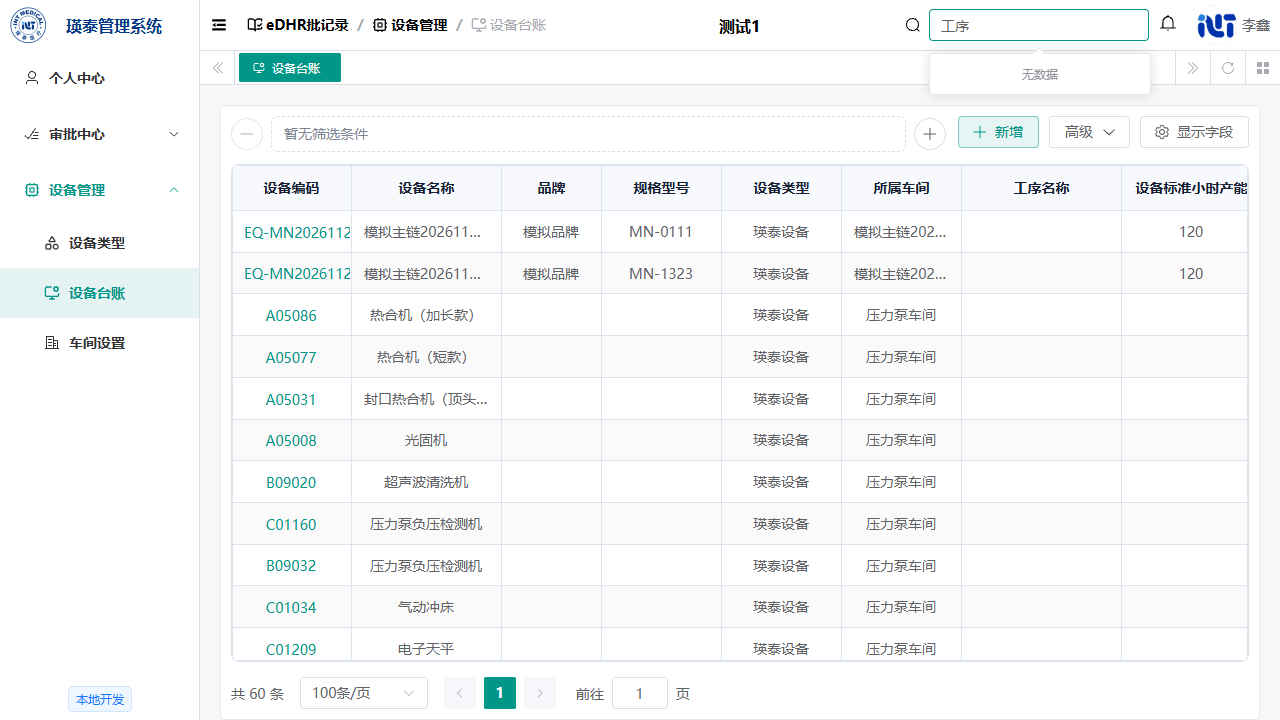 瑛泰管理系统
eDHR批记录 / 设备管理 / 设备台账
测试1
工序
李鑫
个人中心
设备台账
无数据
审批中心
暂无筛选条件
新增
高级
显示字段
设备管理
设备类型
设备台账
车间设置
设备编码 设备名称 品牌 规格型号 设备类型 所属车间 工序名称 设备标准小时产能
EQ-MN2026112 模拟主链202611... 模拟品牌 MN-0111 瑛泰设备 模拟主链202... 120
EQ-MN2026112 模拟主链202611... 模拟品牌 MN-1323 瑛泰设备 模拟主链202... 120
A05086 热合机（加长款） 瑛泰设备 压力泵车间
A05077 热合机（短款） 瑛泰设备 压力泵车间
A05031 封口热合机（顶头... 瑛泰设备 压力泵车间
A05008 光固机 瑛泰设备 压力泵车间
B09020 超声波清洗机 瑛泰设备 压力泵车间
C01160 压力泵负压检测机 瑛泰设备 压力泵车间
B09032 压力泵负压检测机 瑛泰设备 压力泵车间
C01034 气动冲床 瑛泰设备 压力泵车间
C01209 电子天平 瑛泰设备 压力泵车间
共 60 条 100条/页 1 前往 1 页
本地开发